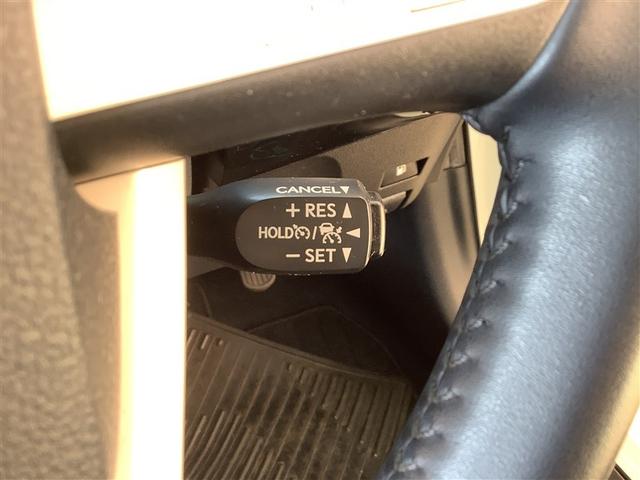 CANCEL▼
+ RES ▲
HOLD / ◄
− SET ▼